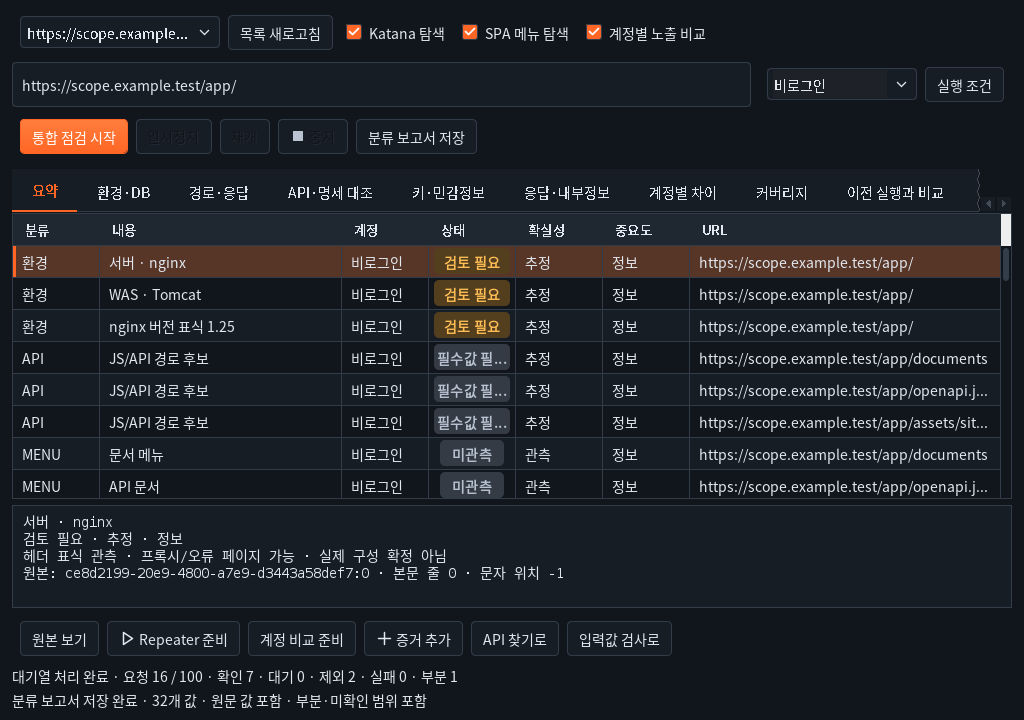 https://scope.example... 목록 새로고침 Katana 탐색 SPA 메뉴 탐색 계정별 노출 비교
https://scope.example.test/app/ 비로그인 실행 조건
통합 점검 시작 분류 보고서 저장
요약 환경·DB 경로·응답 API·명세 대조 키·민감정보 응답·내부정보 계정별 차이 커버리지 이전 실행과 비교
분류 내용 계정 상태 확실성 중요도 URL
환경 서버 · nginx 비로그인 검토 필요 추정 정보 https://scope.example.test/app/
환경 WAS · Tomcat 비로그인 검토 필요 추정 정보 https://scope.example.test/app/
환경 nginx 버전 표식 1.25 비로그인 검토 필요 추정 정보 https://scope.example.test/app/
API JS/API 경로 후보 비로그인 필수값 필... 추정 정보 https://scope.example.test/app/documents
API JS/API 경로 후보 비로그인 필수값 필... 추정 정보 https://scope.example.test/app/openapi.j...
API JS/API 경로 후보 비로그인 필수값 필... 추정 정보 https://scope.example.test/app/assets/sit...
MENU 문서 메뉴 비로그인 미관측 관측 정보 https://scope.example.test/app/documents
MENU API 문서 비로그인 미관측 관측 정보 https://scope.example.test/app/openapi.j...
서버 · nginx
검토 필요 · 추정 · 정보
헤더 표식 관측 · 프록시/오류 페이지 가능 · 실제 구성 확정 아님
원본: ce8d2199-20e9-4800-a7e9-d3443a58def7:0 · 본문 줄 0 · 문자 위치 -1
원본 보기 Repeater 준비 계정 비교 준비 증거 추가 API 찾기로 입력값 검사로
대기열 처리 완료 · 요청 16 / 100 · 확인 7 · 대기 0 · 제외 2 · 실패 0 · 부분 1
분류 보고서 저장 완료 · 32개 값 · 원문 값 포함 · 부분·미확인 범위 포함